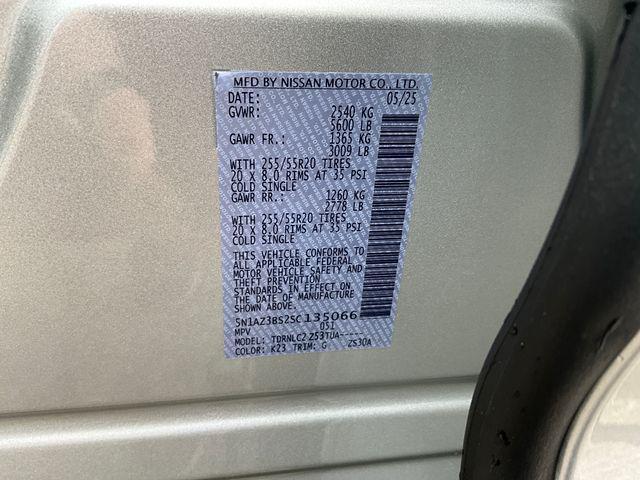 MFD BY NISSAN MOTOR CO., LTD.
DATE: 05/25
GVWR: 2540 KG
5600 LB
GAWR FR.: 1365 KG
3009 LB
WITH 255/55R20 TIRES
20 x 8.0 RIMS AT 35 PSI
COLD SINGLE
GAWR RR.: 1260 KG
2778 LB
WITH 255/55R20 TIRES
20 x 8.0 RIMS AT 35 PSI
COLD SINGLE
THIS VEHICLE CONFORMS TO
ALL APPLICABLE FEDERAL
MOTOR VEHICLE SAFETY AND
THEFT PREVENTION
STANDARDS IN EFFECT ON
THE DATE OF MANUFACTURE
SHOWN ABOVE.
5N1AZ3BS2SC135066
MPV 051
MODEL: TDRNLC2 Z53TUA-----
COLOR: K23 TRIM: G ZS30A